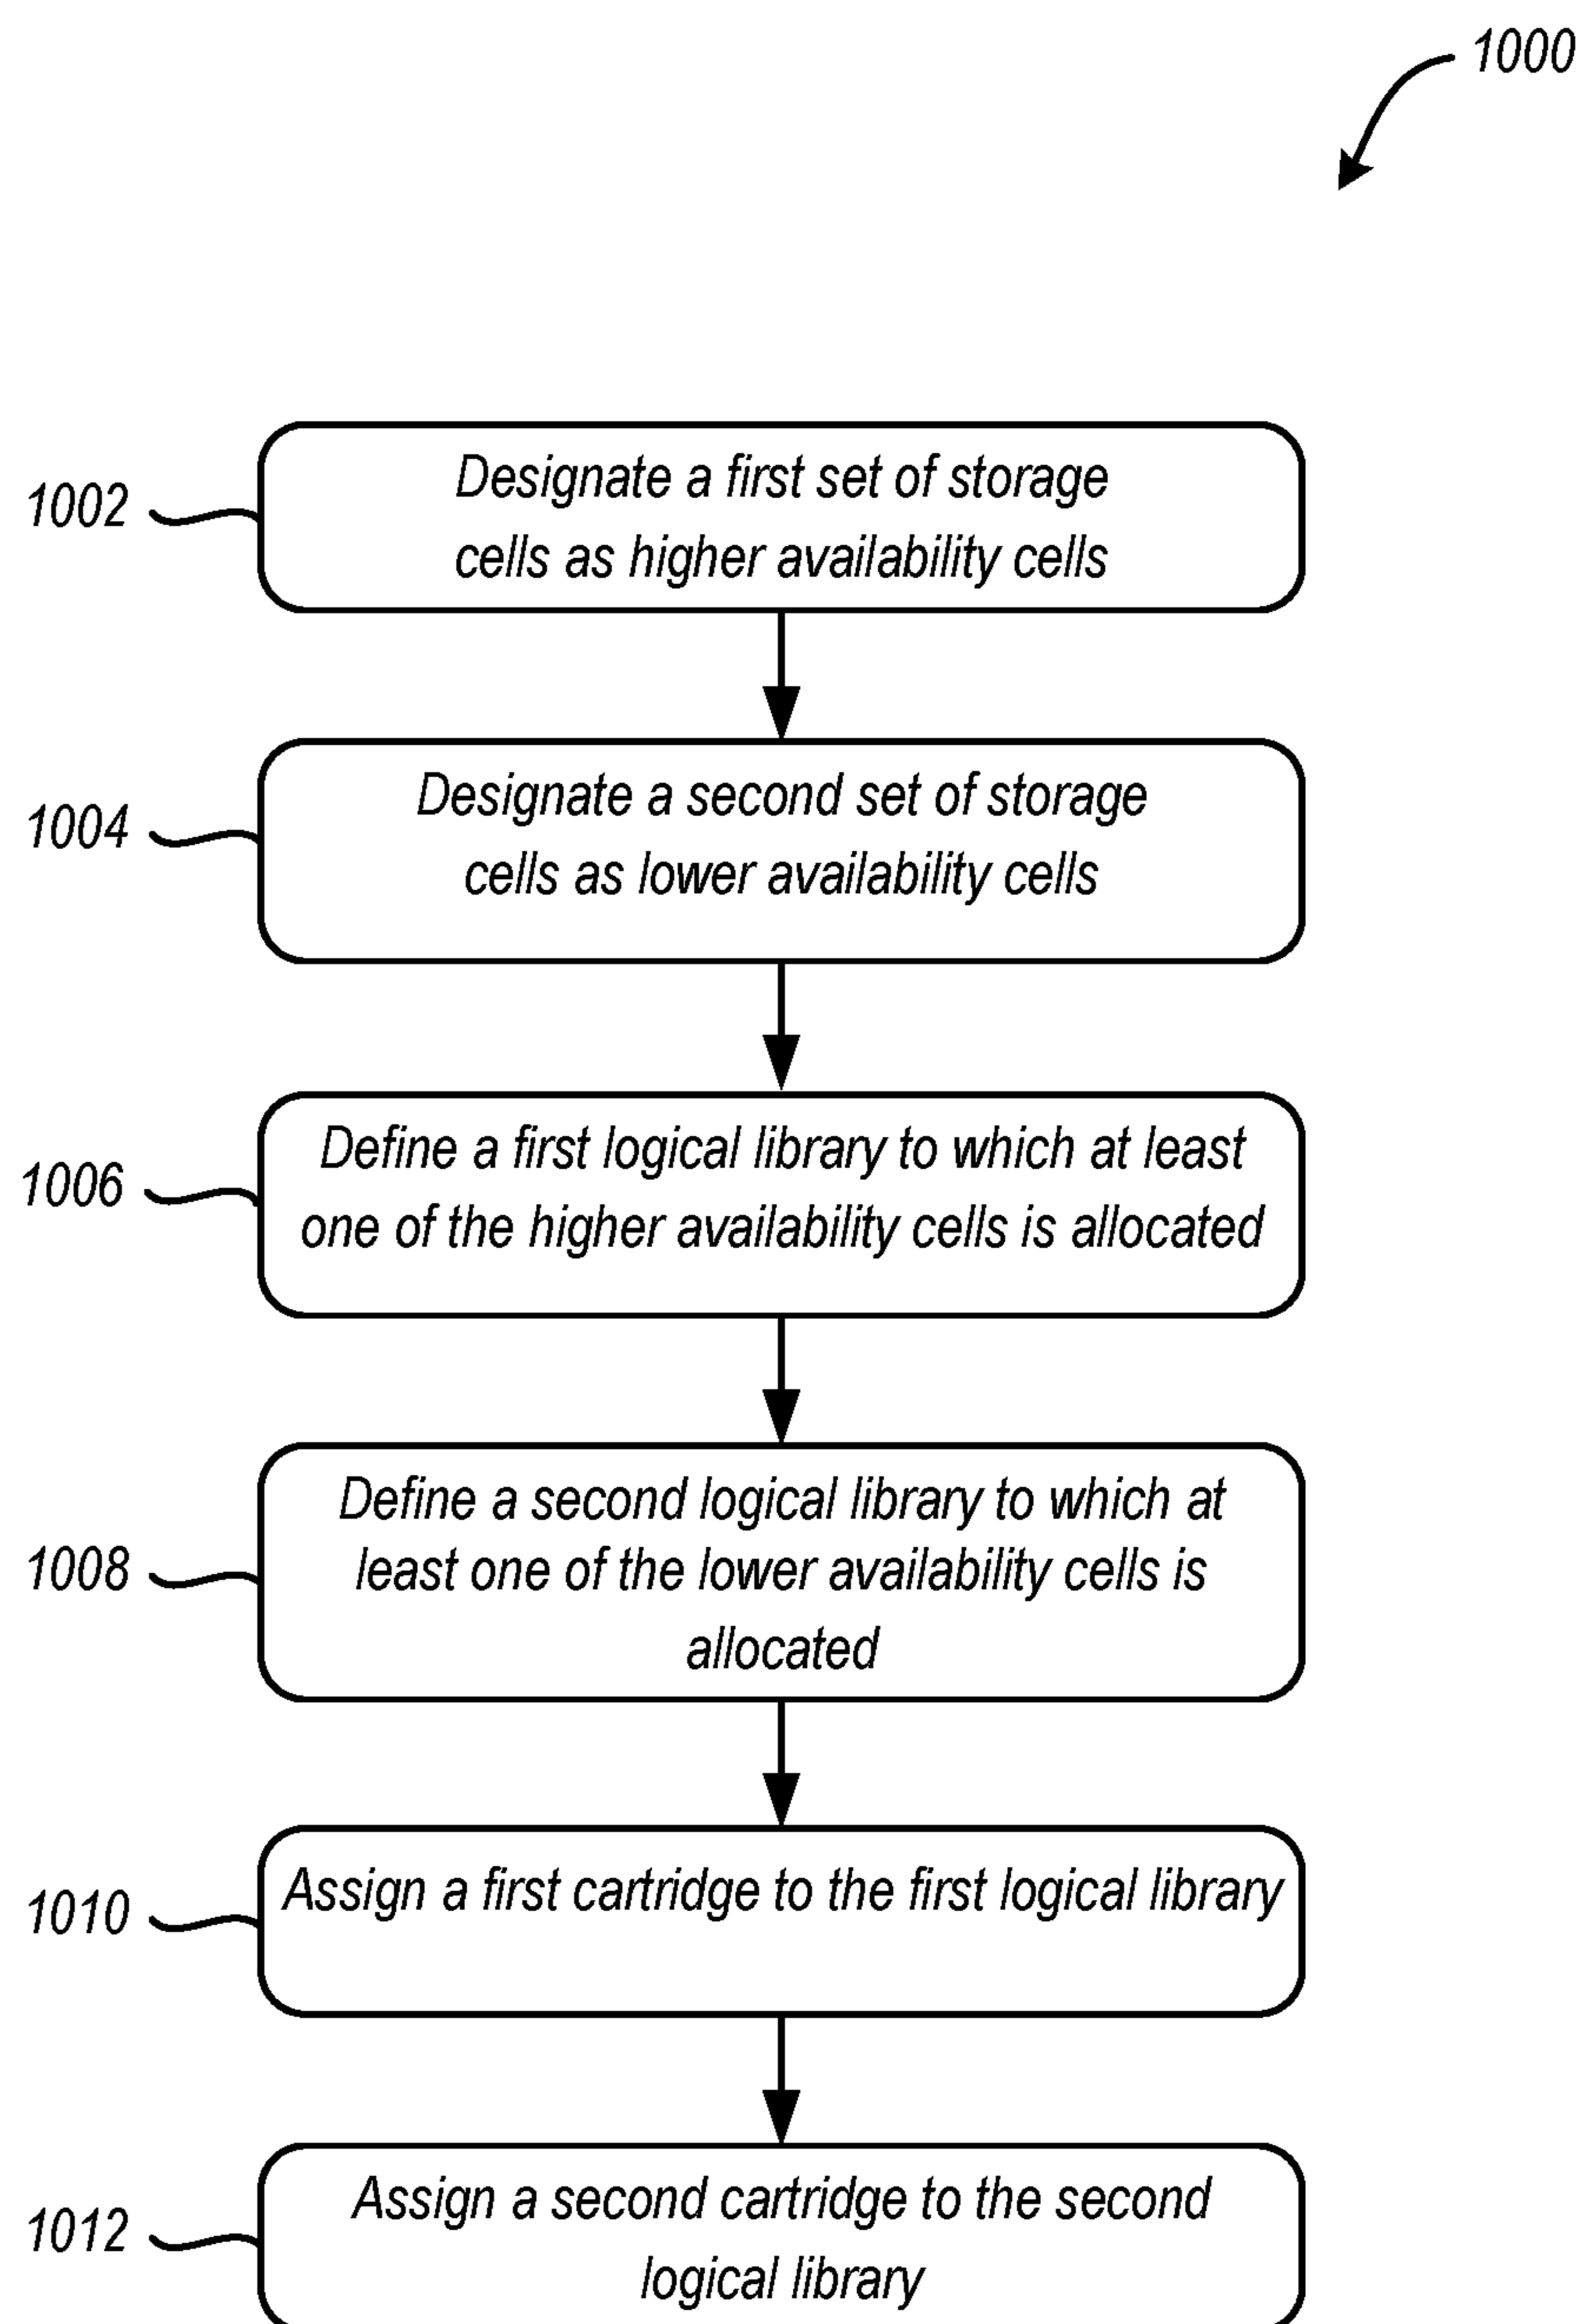 1000
1002
Designate a first set of storage
cells as higher availability cells
1004
Designate a second set of storage
cells as lower availability cells
1006
Define a first logical library to which at least
one of the higher availability cells is allocated
1008
Define a second logical library to which at
least one of the lower availability cells is
allocated
1010
Assign a first cartridge to the first logical library
1012
Assign a second cartridge to the second
logical library